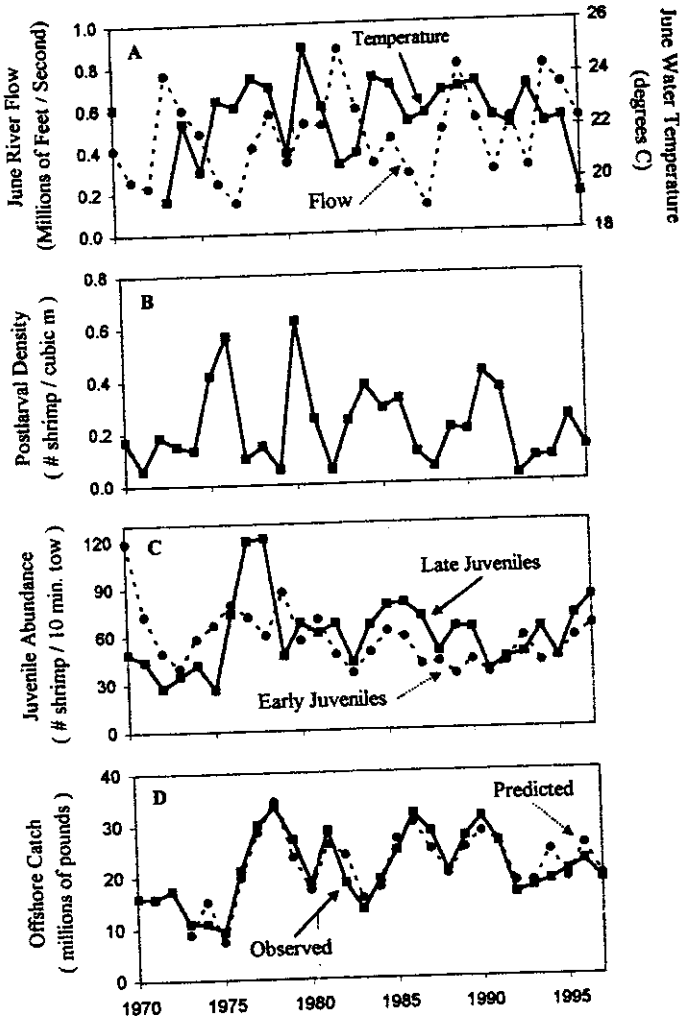 June River Flow
(Millions of Feet / Second)
1.0
0.8
0.6
0.4
0.2
0.0
A
Temperature
Flow
26
24
22
20
18
June Water Temperature
(degrees C)
Postlarval Density
( # shrimp / cubic m )
0.8
0.6
0.4
0.2
0.0
B
Juvenile Abundance
( # shrimp / 10 min. tow )
120
90
60
30
0
C
Late Juveniles
Early Juveniles
Offshore Catch
( millions of pounds )
40
30
20
10
0
D
Predicted
Observed
1970 1975 1980 1985 1990 1995